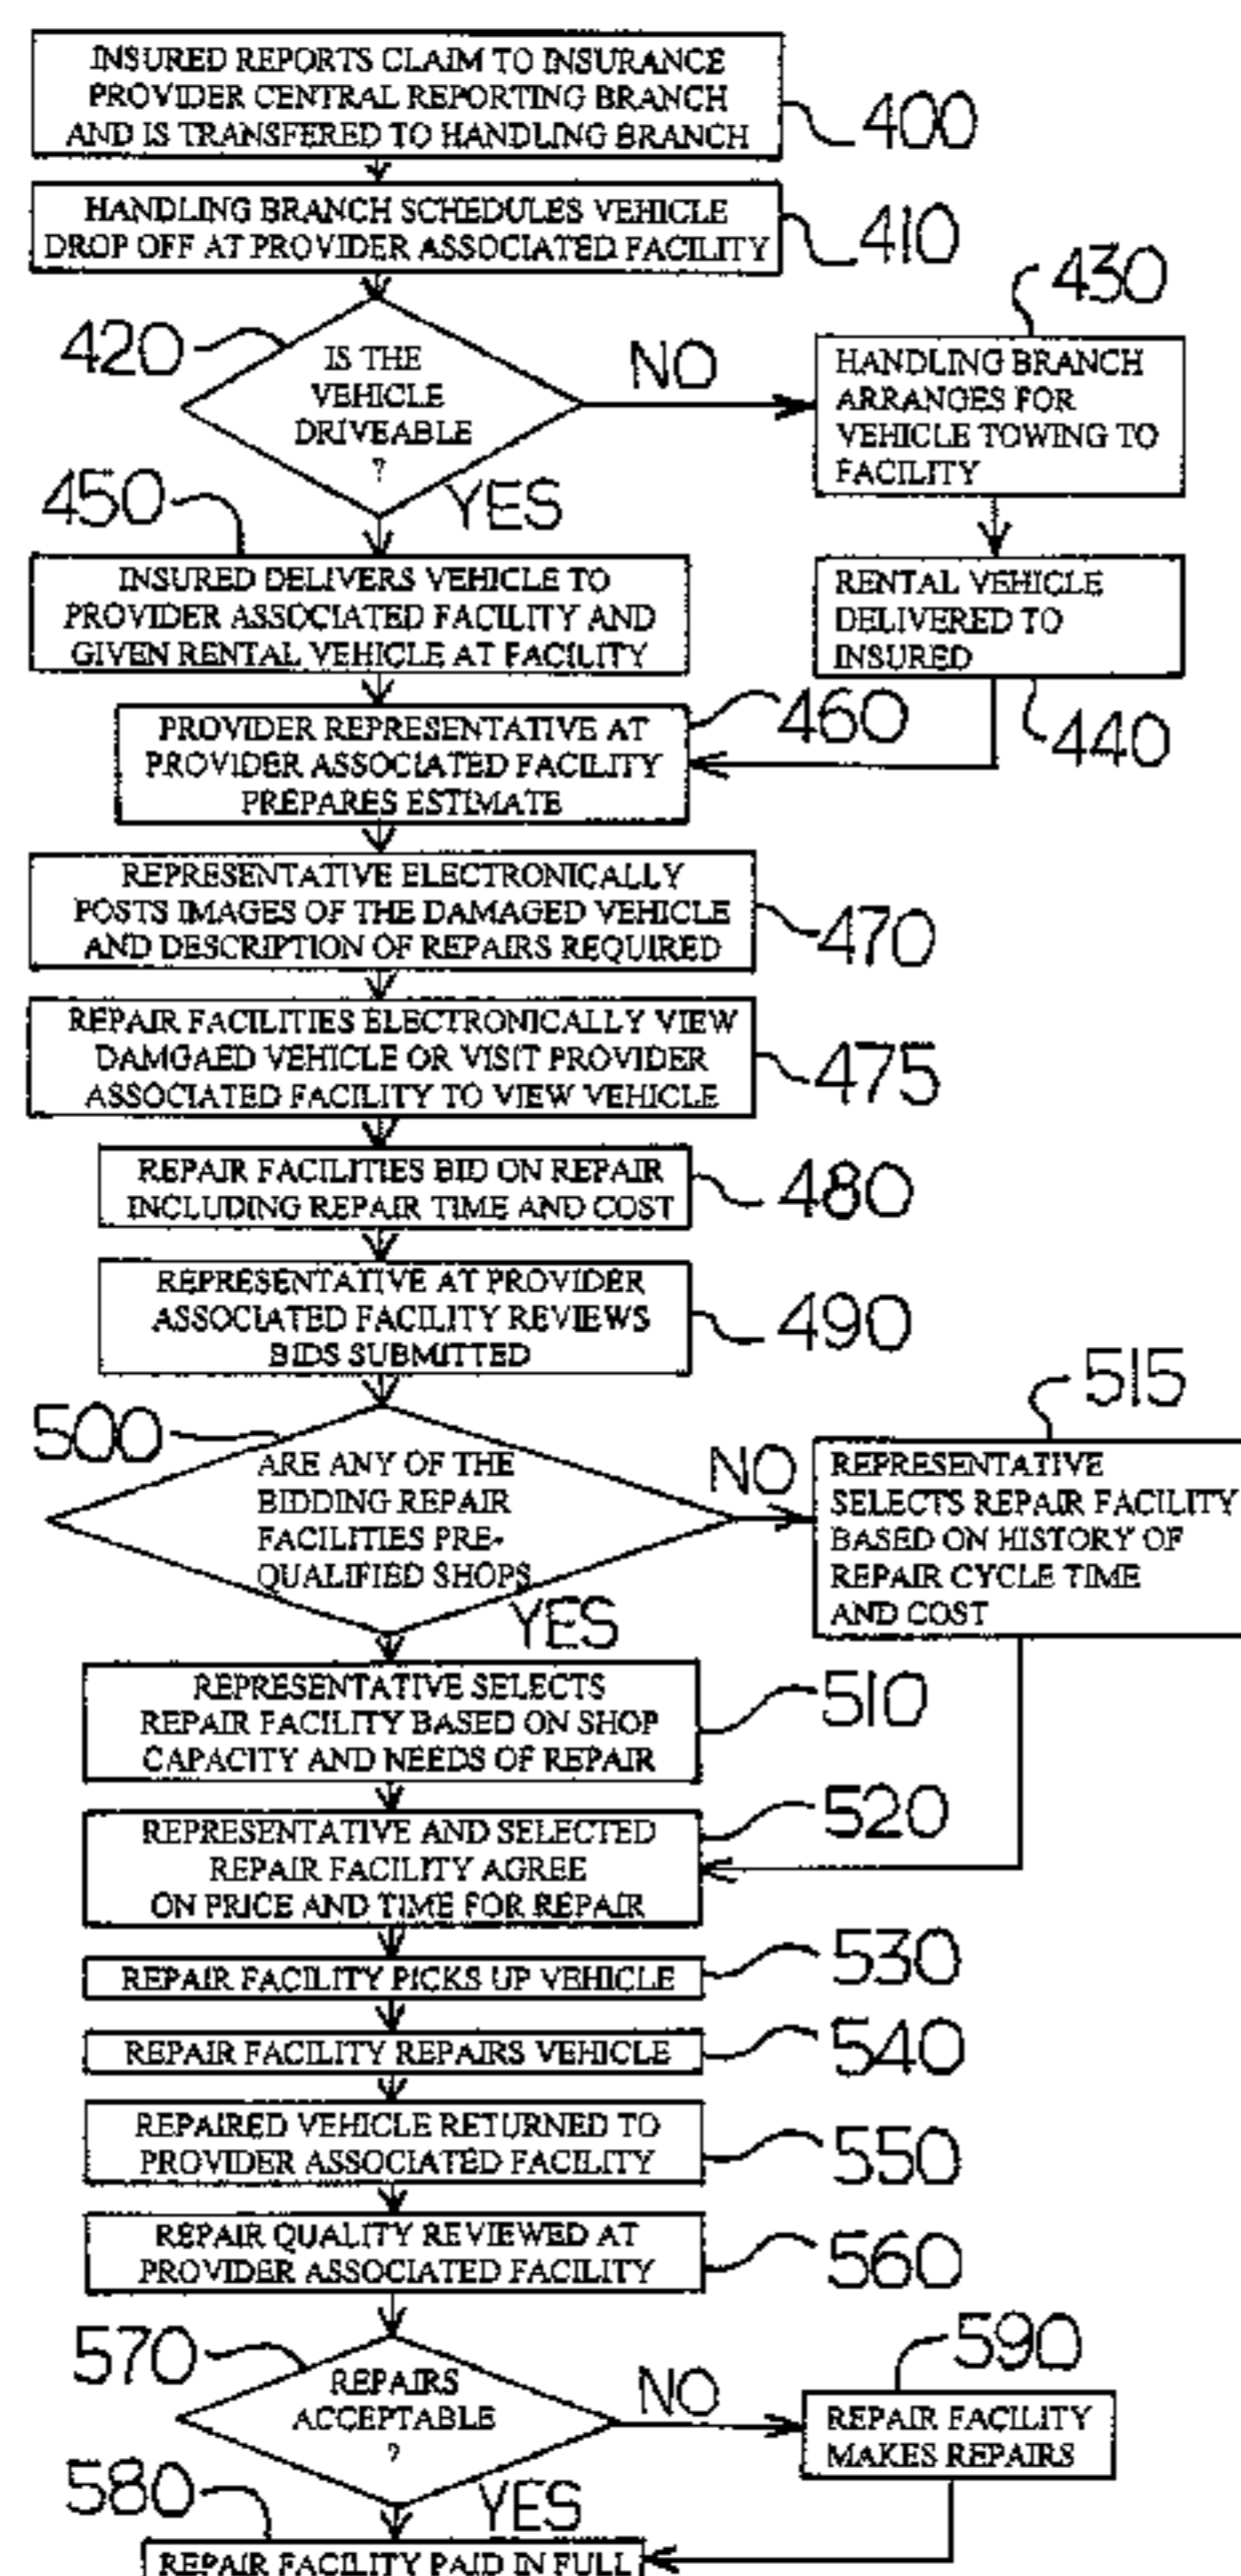 INSURED REPORTS CLAIM TO INSURANCE
PROVIDER CENTRAL REPORTING BRANCH
AND IS TRANSFERED TO HANDLING BRANCH
400
HANDLING BRANCH SCHEDULES VEHICLE
DROP OFF AT PROVIDER ASSOCIATED FACILITY
410
420
IS THE
VEHICLE
DRIVEABLE
?
NO
YES
430
HANDLING BRANCH
ARRANGES FOR
VEHICLE TOWING TO
FACILITY
450
INSURED DELIVERS VEHICLE TO
PROVIDER ASSOCIATED FACILITY AND
GIVEN RENTAL VEHICLE AT FACILITY
RENTAL VEHICLE
DELIVERED TO
INSURED
440
PROVIDER REPRESENTATIVE AT
PROVIDER ASSOCIATED FACILITY
PREPARES ESTIMATE
460
REPRESENTATIVE ELECTRONICALLY
POSTS IMAGES OF THE DAMAGED VEHICLE
AND DESCRIPTION OF REPAIRS REQUIRED
470
REPAIR FACILITIES ELECTRONICALLY VIEW
DAMGAED VEHICLE OR VISIT PROVIDER
ASSOCIATED FACILITY TO VIEW VEHICLE
475
REPAIR FACILITIES BID ON REPAIR
INCLUDING REPAIR TIME AND COST
480
REPRESENTATIVE AT PROVIDER
ASSOCIATED FACILITY REVIEWS
BIDS SUBMITTED
490
500
ARE ANY OF THE
BIDDING REPAIR
FACILITIES PRE-
QUALIFIED SHOPS
NO
YES
515
REPRESENTATIVE
SELECTS REPAIR FACILITY
BASED ON HISTORY OF
REPAIR CYCLE TIME
AND COST
REPRESENTATIVE SELECTS
REPAIR FACILITY BASED ON SHOP
CAPACITY AND NEEDS OF REPAIR
510
REPRESENTATIVE AND SELECTED
REPAIR FACILITY AGREE
ON PRICE AND TIME FOR REPAIR
520
REPAIR FACILITY PICKS UP VEHICLE
530
REPAIR FACILITY REPAIRS VEHICLE
540
REPAIRED VEHICLE RETURNED TO
PROVIDER ASSOCIATED FACILITY
550
REPAIR QUALITY REVIEWED AT
PROVIDER ASSOCIATED FACILITY
560
570
REPAIRS
ACCEPTABLE
?
NO
YES
590
REPAIR FACILITY
MAKES REPAIRS
580
REPAIR FACILITY PAID IN FULL